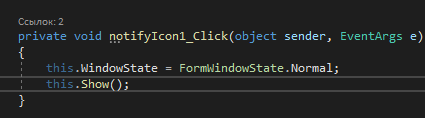 Ссылок: 2
private void notifyIcon1_Click(object sender, EventArgs e)
{
    this.WindowState = FormWindowState.Normal;
    this.Show();
}